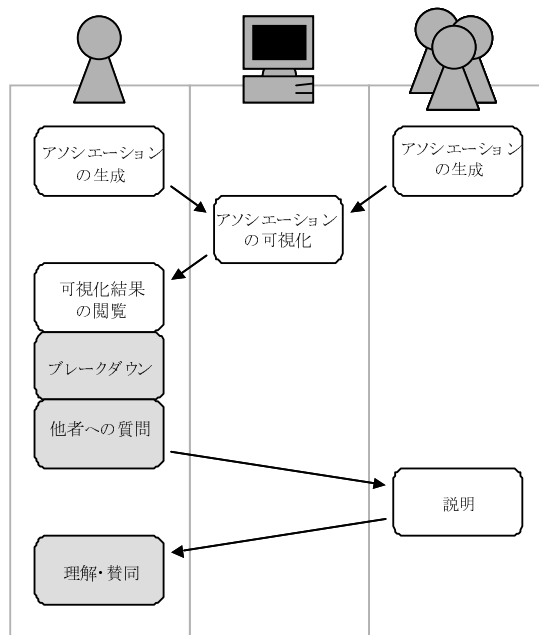 アソシエーション
の生成
アソシエーション
の生成
アソシエーション
の可視化
可視化結果
の閲覧
ブレークダウン
他者への質問
説明
理解・賛同